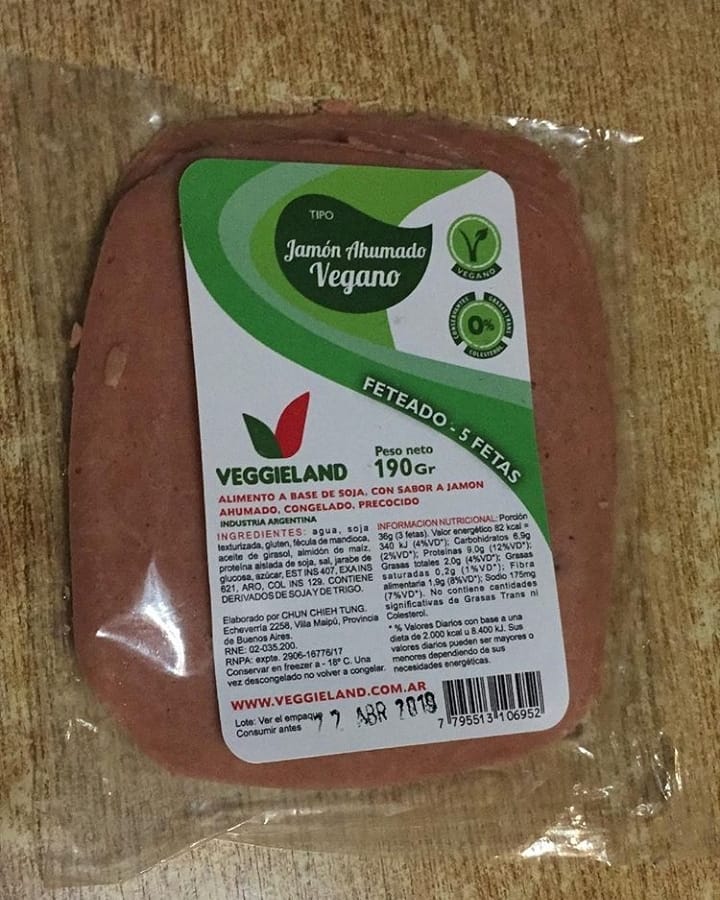 TIPO
Jamón Ahumado
Vegano
VEGANO
CONSERVANTES GRASAS TRANS
0%
COLESTEROL
FETEADO - 5 FETAS
VEGGIELAND
Peso neto
190Gr
ALIMENTO A BASE DE SOJA, CON SABOR A JAMON
AHUMADO, CONGELADO, PRECOCIDO
INDUSTRIA ARGENTINA
INGREDIENTES: agua, soja
texturizada, gluten, fécula de mandioca,
aceite de girasol, almidón de maíz,
proteína aislada de soja, sal, jarabe de
glucosa, azúcar, EST INS 407, EXA INS
621, ARO, COL INS 129. CONTIENE
DERIVADOS DE SOJA Y DE TRIGO.
Elaborado por CHUN CHIEH TUNG.
Echeverría 2258, Villa Maipú, Provincia
de Buenos Aires.
RNE: 02-035.200.
RNPA: expte. 2906-16776/17
Conservar en freezer a - 18° C. Una
vez descongelado no volver a congelar.
INFORMACION NUTRICIONAL: Porción
36g (3 fetas). Valor energético 82 kcal =
340 kJ (4%VD*); Carbohidratos 6,9g
(2%VD*); Proteínas 9,0g (12%VD*);
Grasas totales 2,0g (4%VD*); Grasas
saturadas 0,2g (1%VD*); Fibra
alimentaria 1,9g (8%VD*); Sodio 175mg
(7%VD*). No contiene cantidades
significativas de Grasas Trans ni
Colesterol.
* % Valores Diarios con base a una
dieta de 2.000 kcal u 8.400 kJ. Sus
valores diarios pueden ser mayores o
menores dependiendo de sus
necesidades energéticas.
WWW.VEGGIELAND.COM.AR
Lote: Ver el empaque
Consumir antes
22 ABR 2019
7 795513 106952